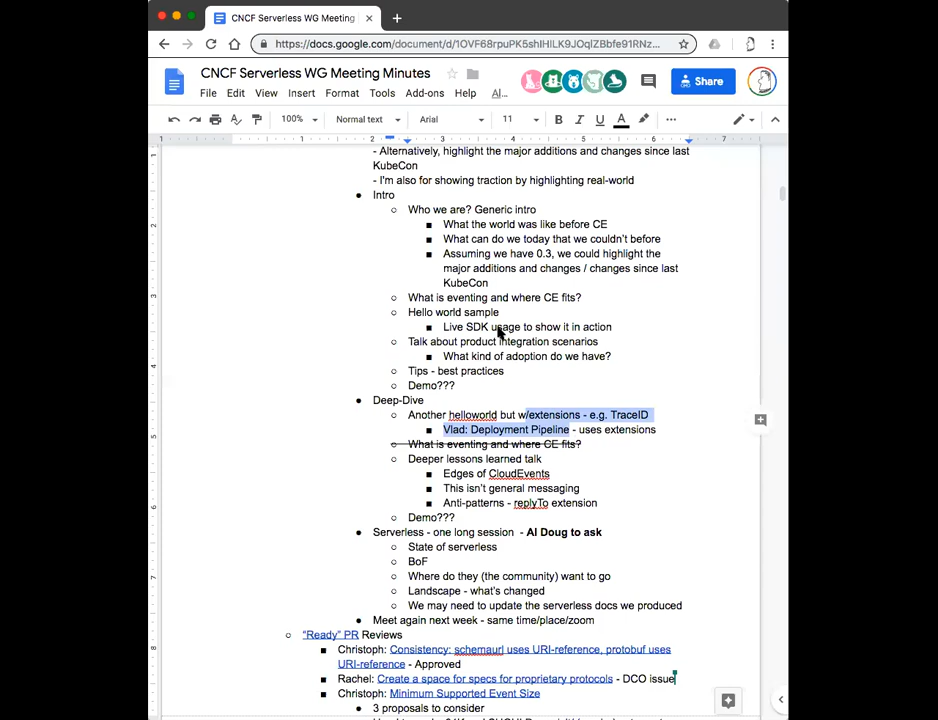 CNCF Serverless WG Meeting
https://docs.google.com/document/d/1OVF68rpuPK5shIHlLK9JOqlZBbfe91RNz...
CNCF Serverless WG Meeting Minutes
File Edit View Insert Format Tools Add-ons Help Al...
Share
100% Normal text Arial 11
1 1 2 3 4 5 6 7
- Alternatively, highlight the major additions and changes since last
KubeCon
- I'm also for showing traction by highlighting real-world
Intro
Who we are? Generic intro
What the world was like before CE
What can do we today that we couldn't before
Assuming we have 0.3, we could highlight the
major additions and changes / changes since last
KubeCon
What is eventing and where CE fits?
Hello world sample
Live SDK usage to show it in action
Talk about product integration scenarios
What kind of adoption do we have?
Tips - best practices
Demo???
Deep-Dive
Another helloworld but w/extensions - e.g. TraceID
Vlad: Deployment Pipeline - uses extensions
What is eventing and where CE fits?
Deeper lessons learned talk
Edges of CloudEvents
This isn't general messaging
Anti-patterns - replyTo extension
Demo???
Serverless - one long session - AI Doug to ask
State of serverless
BoF
Where do they (the community) want to go
Landscape - what's changed
We may need to update the serverless docs we produced
Meet again next week - same time/place/zoom
"Ready" PR Reviews
Christoph: Consistency: schemaurl uses URI-reference, protobuf uses
URI-reference - Approved
Rachel: Create a space for specs for proprietary protocols - DCO issue
Christoph: Minimum Supported Event Size
3 proposals to consider